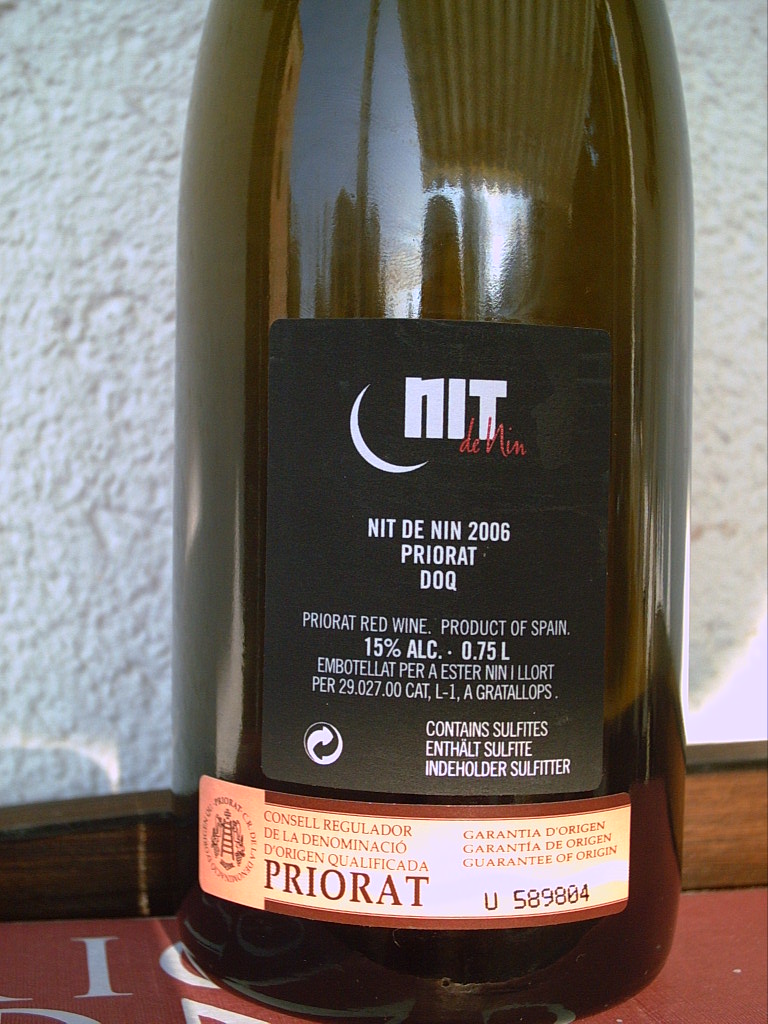 NIT
de Nin
NIT DE NIN 2006
PRIORAT
DOQ
PRIORAT RED WINE. PRODUCT OF SPAIN.
15% ALC. · 0.75 L
EMBOTELLAT PER A ESTER NIN I LLORT
PER 29.027.00 CAT, L-1, A GRATALLOPS.
CONTAINS SULFITES
ENTHÄLT SULFITE
INDEHOLDER SULFITTER
CONSELL REGULADOR
DE LA DENOMINACIÓ
D'ORIGEN QUALIFICADA
PRIORAT
GARANTIA D'ORIGEN
GARANTÍA DE ORIGEN
GUARANTEE OF ORIGIN
U 589804